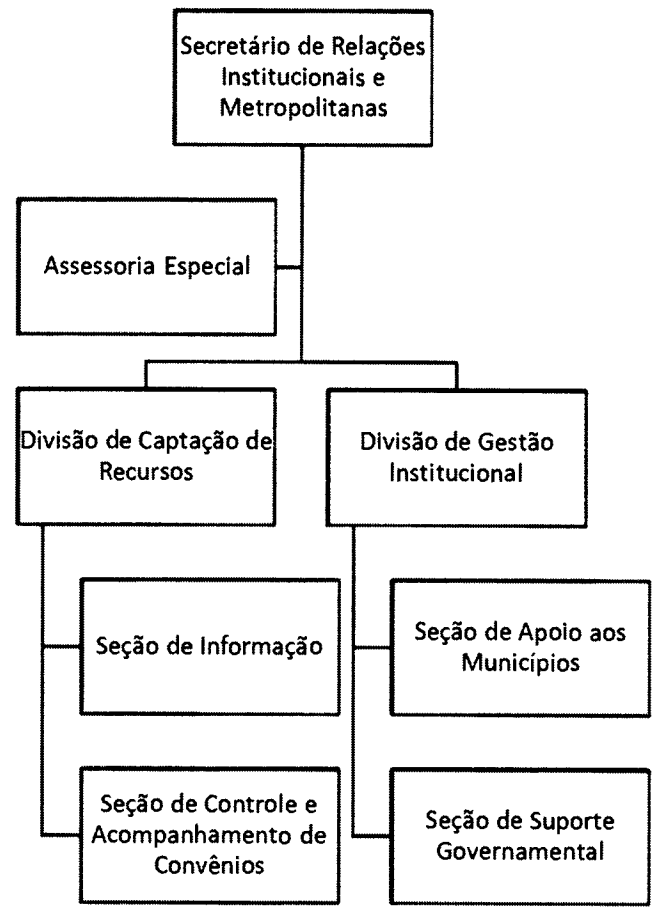 Secretário de Relações
Institucionais e
Metropolitanas
Assessoria Especial
Divisão de Captação de
Recursos
Divisão de Gestão
Institucional
Seção de Informação
Seção de Apoio aos
Municípios
Seção de Controle e
Acompanhamento de
Convênios
Seção de Suporte
Governamental